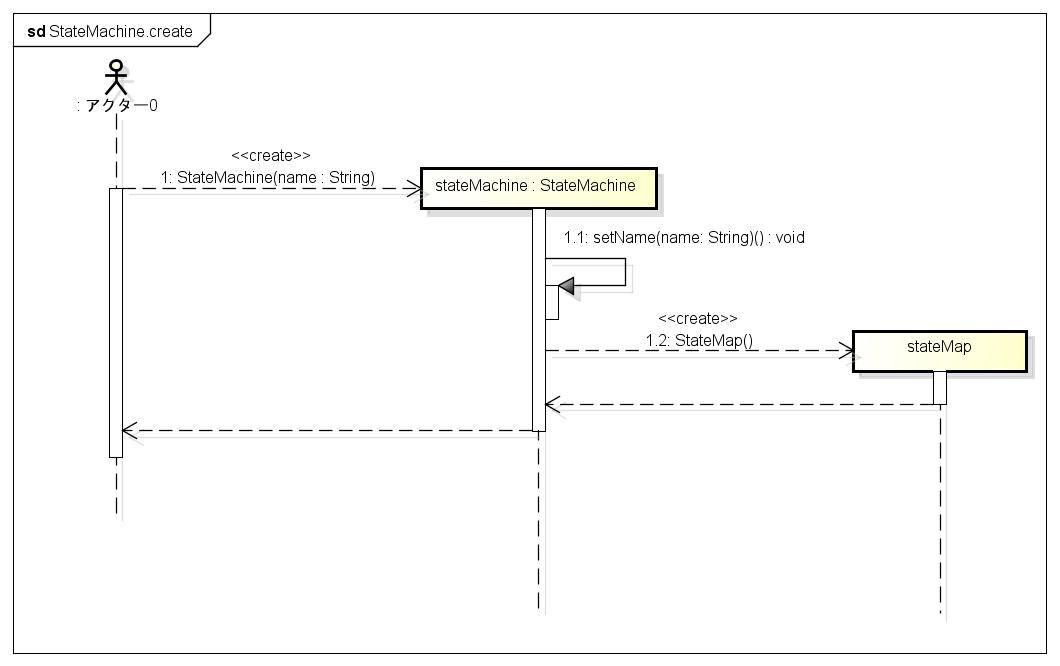 sd StateMachine.create
: アクター0
<<create>>
1: StateMachine(name : String)
stateMachine : StateMachine
1.1: setName(name: String)() : void
<<create>>
1.2: StateMap()
stateMap